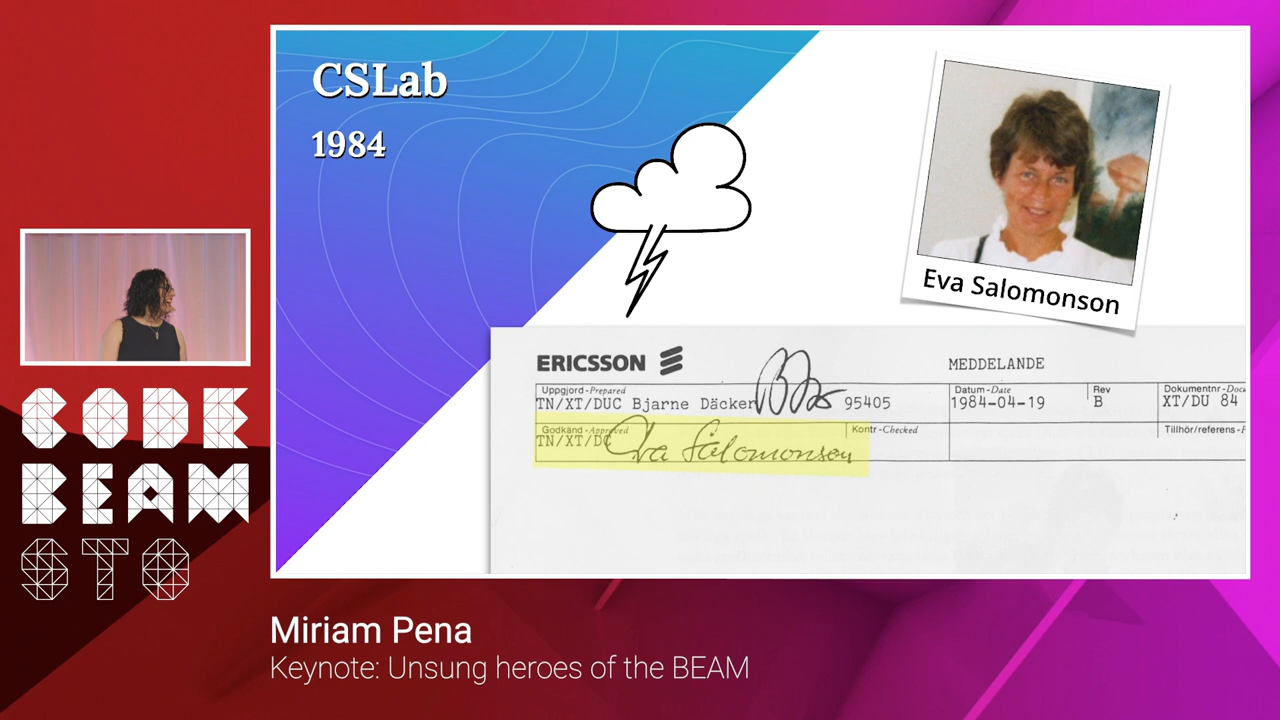 CSLab
1984
Eva Salomonson
ERICSSON
MEDDELANDE
Uppgjord-Prepared
TN/XT/DUC Bjarne Däcker
95405
Datum-Date
1984-04-19
Rev
B
Dokumentnr-Docu
XT/DU 84
Godkänd-Approved
TN/XT/DU
Eva Salomonson
Kontr-Checked
Tillhör/referens-
CODE
BEAM
STO
Miriam Pena
Keynote: Unsung heroes of the BEAM